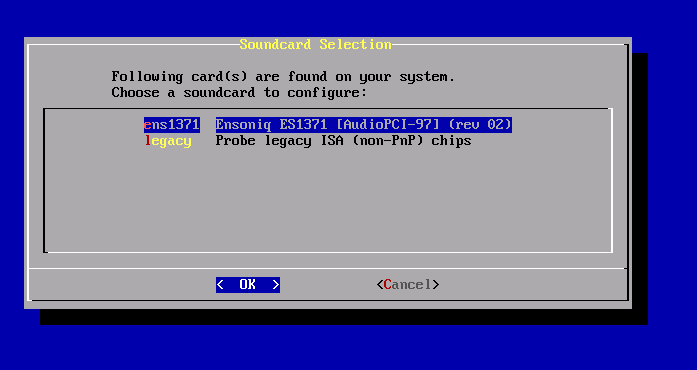 Soundcard Selection
Following card(s) are found on your system.
Choose a soundcard to configure:
ens1371 Ensoniq ES1371 [AudioPCI-97] (rev 02)
legacy Probe legacy ISA (non-PnP) chips
< OK > <Cancel>